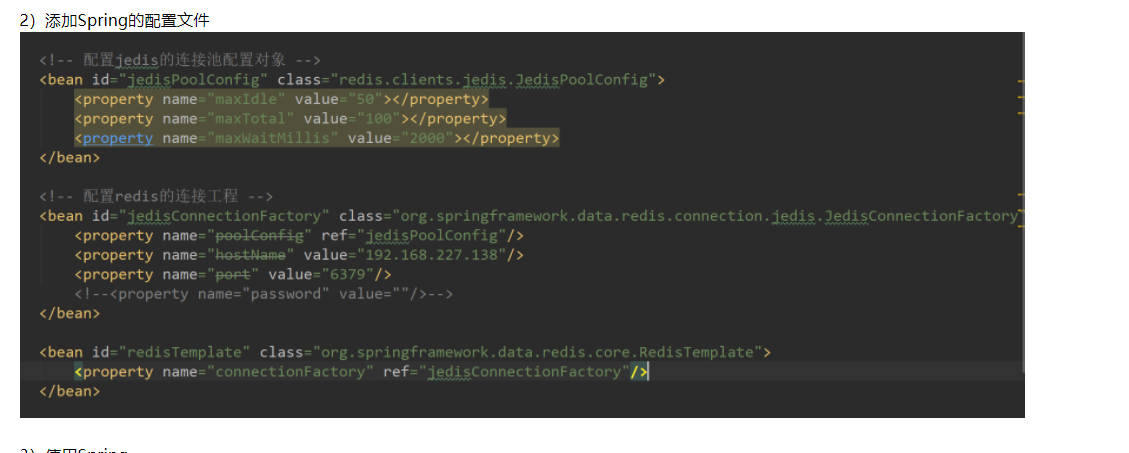 2）添加Spring的配置文件
<!-- 配置jedis的连接池配置对象 -->
<bean id="jedisPoolConfig" class="redis.clients.jedis.JedisPoolConfig">
<property name="maxIdle" value="50"></property>
<property name="maxTotal" value="100"></property>
<property name="maxWaitMillis" value="2000"></property>
</bean>
<!-- 配置redis的连接工程 -->
<bean id="jedisConnectionFactory" class="org.springframework.data.redis.connection.jedis.JedisConnectionFactory
<property name="poolConfig" ref="jedisPoolConfig"/>
<property name="hostName" value="192.168.227.138"/>
<property name="port" value="6379"/>
<!--<property name="password" value=""/>-->
</bean>
<bean id="redisTemplate" class="org.springframework.data.redis.core.RedisTemplate">
<property name="connectionFactory" ref="jedisConnectionFactory"/>
</bean>